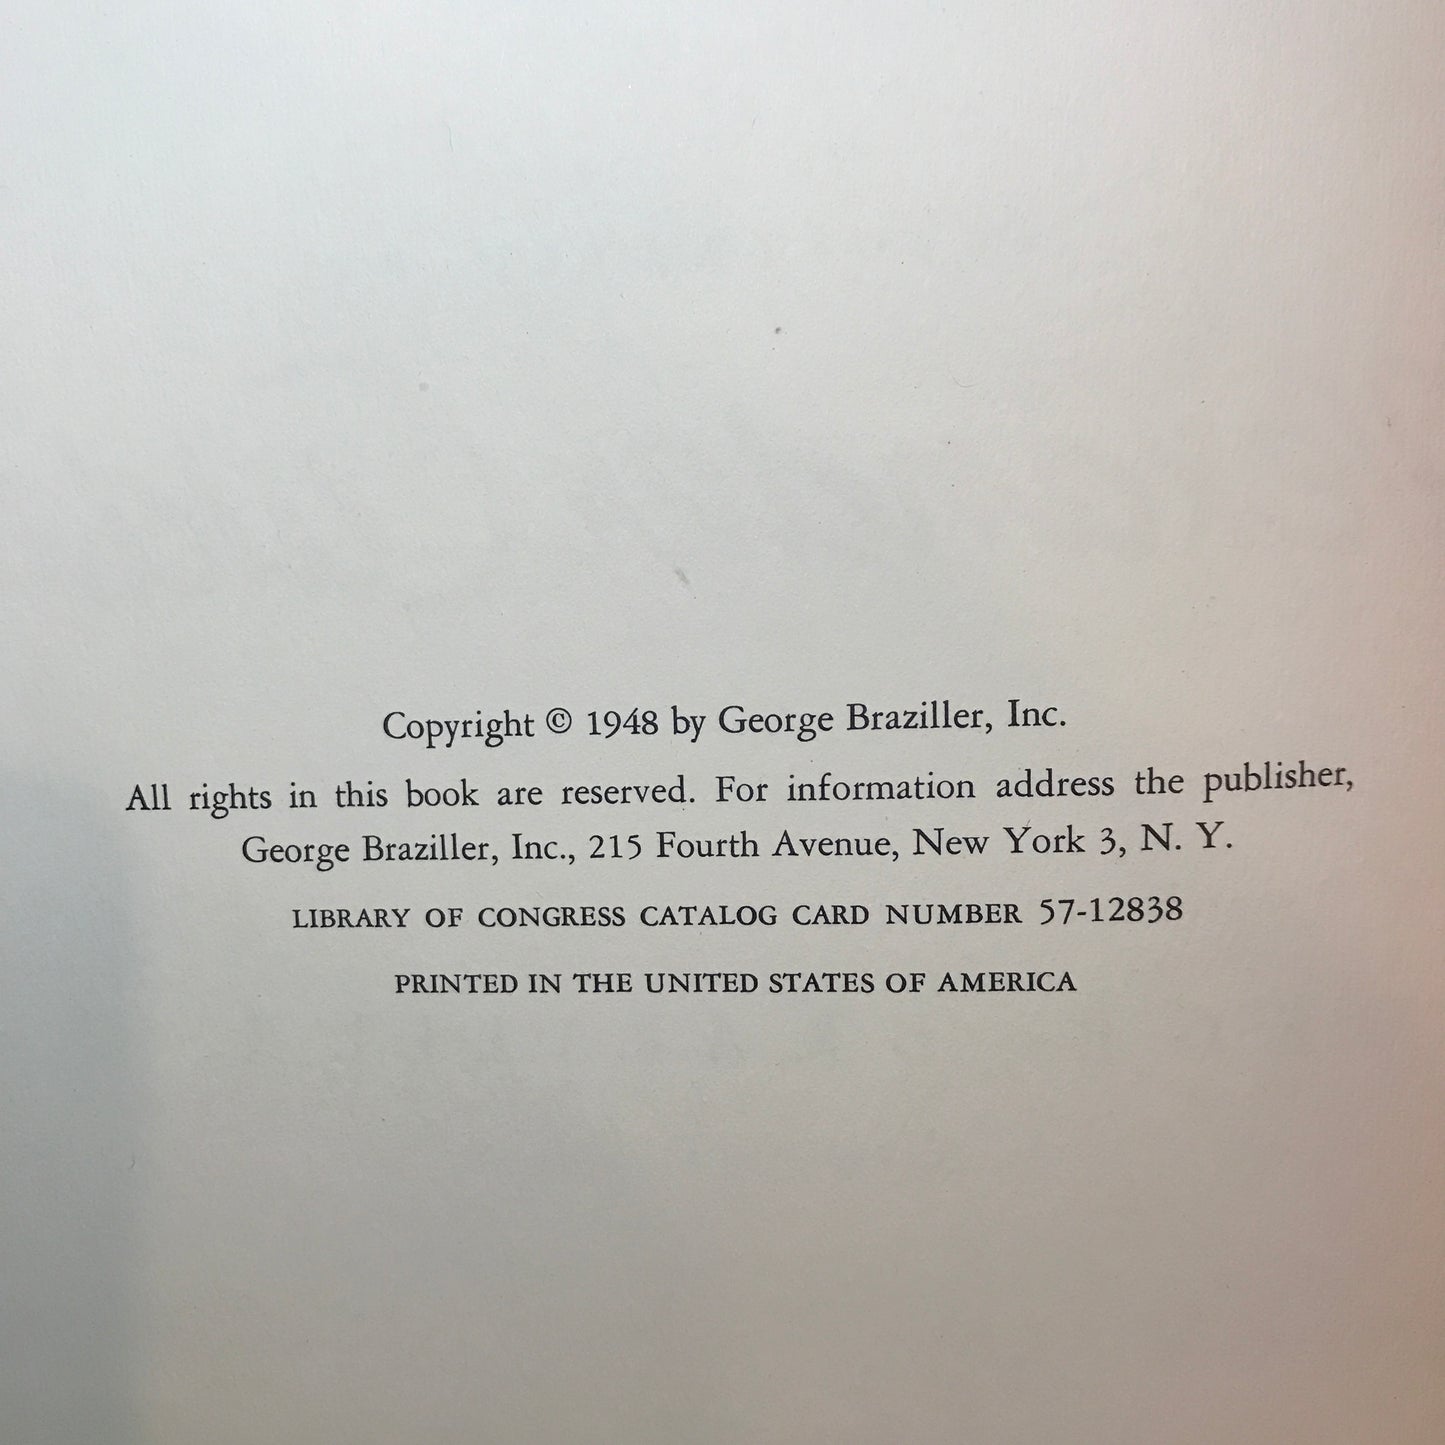 Copyright © 1948 by George Braziller, Inc.
All rights in this book are reserved. For information address the publisher,
George Braziller, Inc., 215 Fourth Avenue, New York 3, N. Y.
LIBRARY OF CONGRESS CATALOG CARD NUMBER 57-12838
PRINTED IN THE UNITED STATES OF AMERICA